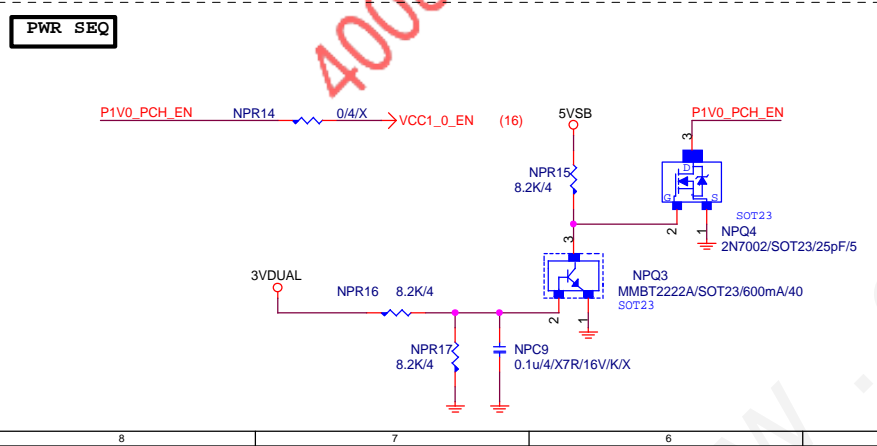 PWR SEQ
4000
P1V0_PCH_EN
NPR14
0/4/X
VCC1_0_EN
(16)
5VSB
P1V0_PCH_EN
3
NPR15
8.2K/4
D
G
S
SOT23
2
1
NPQ4
2N7002/SOT23/25pF/5
3
3VDUAL
NPR16
8.2K/4
NPQ3
MMBT2222A/SOT23/600mA/40
SOT23
2
1
NPR17
8.2K/4
NPC9
0.1u/4/X7R/16V/K/X
8
7
6